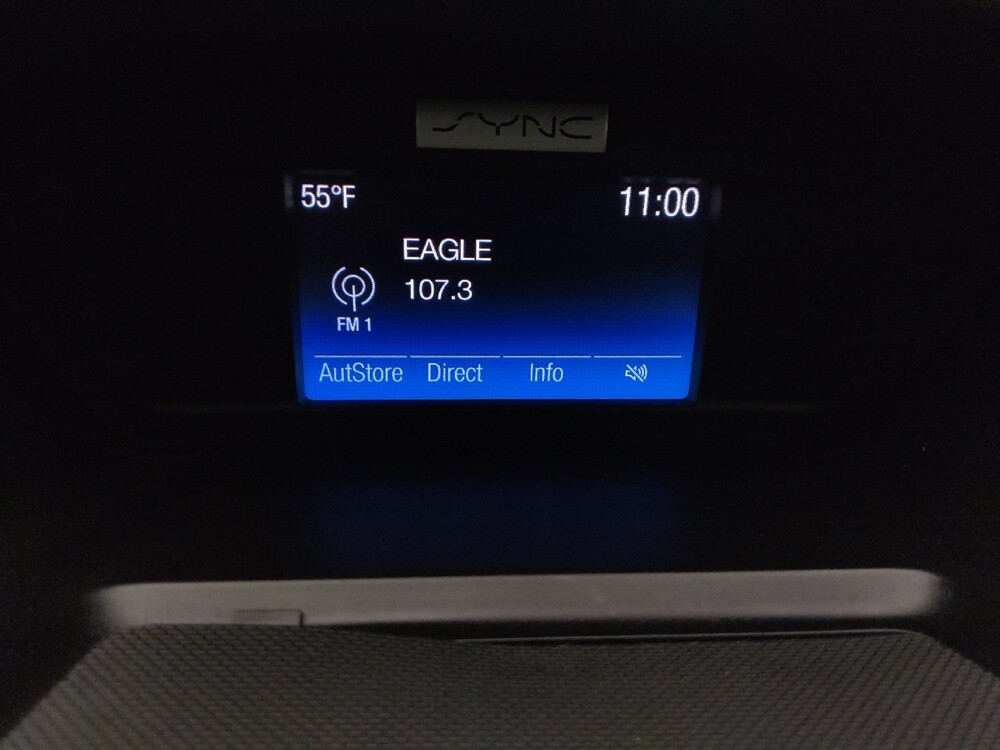 SYNC
55°F 11:00
EAGLE
107.3
FM 1
AutStore Direct Info